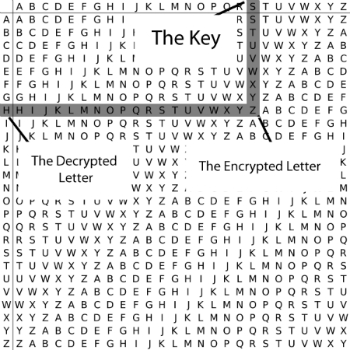 A B C D E F G H I J K L M N O P Q R S T U V W X Y Z
A A B C D E F G H I R S T U V W X Y Z
B B C D E F G H I S T U V W X Y Z A
The Key
C C D E F G H I J K T U V W X Y Z A B
D D E F G H I J K L U V W X Y Z A B C
E E F G H I J K L M N O P Q R S T U V W X Y Z A B C D
F F G H I J K L M N O P Q R S T U V W X Y Z A B C D E
G G H I J K L M N O P Q R S T U V W X Y Z A B C D E F
H H I J K L M N O P Q R S T U V W X Y Z A B C D E F G
I J K L M N O P Q R S T U V W X Y Z A B C D E F G H
J K L M N O P Q R S T U V W X Y Z A B C D E F G H I
K T U V W
L U V W X
The Decrypted Letter
The Encrypted Letter
M V W X Y
N W X Y Z
O O P Q R S T U V W X Y Z A B C D E F G H I J K L M N
P P Q R S T U V W X Y Z A B C D E F G H I J K L M N O
Q Q R S T U V W X Y Z A B C D E F G H I J K L M N O P
R R S T U V W X Y Z A B C D E F G H I J K L M N O P Q
S S T U V W X Y Z A B C D E F G H I J K L M N O P Q R
T T U V W X Y Z A B C D E F G H I J K L M N O P Q R S
U U V W X Y Z A B C D E F G H I J K L M N O P Q R S T
V V W X Y Z A B C D E F G H I J K L M N O P Q R S T U
W W X Y Z A B C D E F G H I J K L M N O P Q R S T U V
X X Y Z A B C D E F G H I J K L M N O P Q R S T U V W
Y Y Z A B C D E F G H I J K L M N O P Q R S T U V W X
Z Z A B C D E F G H I J K L M N O P Q R S T U V W X Y